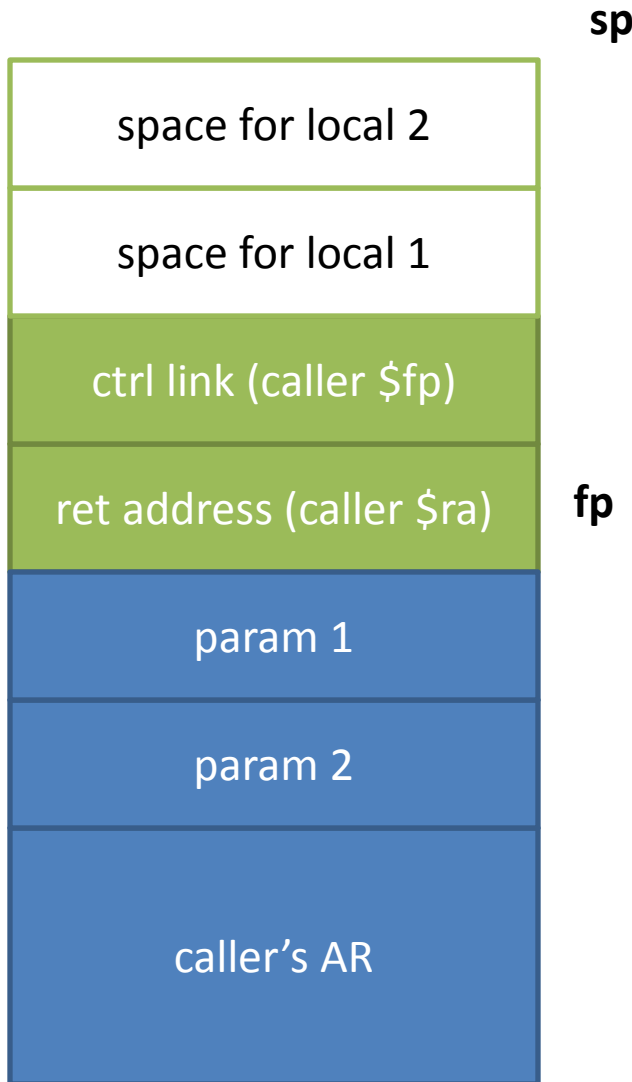 sp
space for local 2
space for local 1
ctrl link (caller $fp)
ret address (caller $ra)
fp
param 1
param 2
caller’s AR